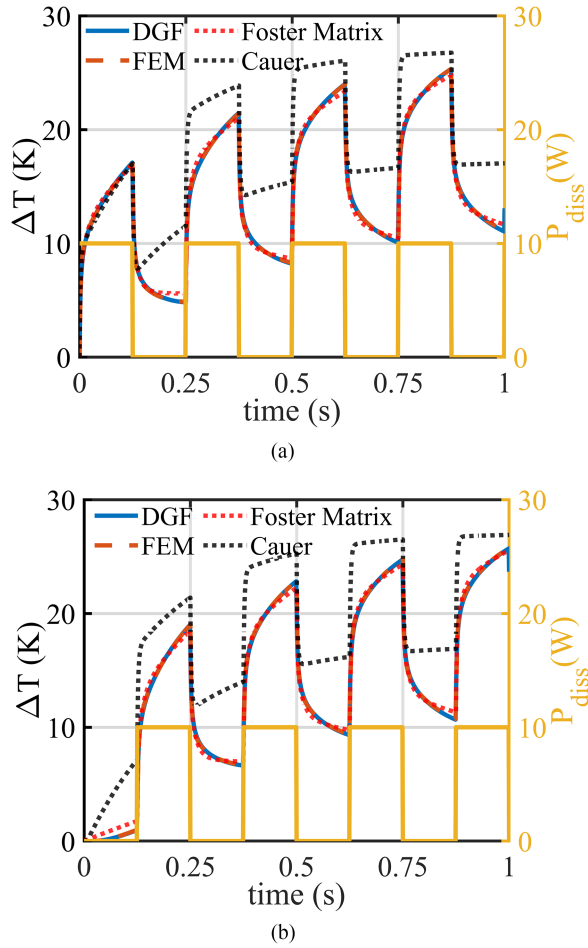 30
DGF
Foster Matrix
30
FEM
Cauer
20
20
ΔT (K)
P_diss (W)
10
10
0
0
0
0.25
0.5
0.75
1
time (s)
(a)
30
DGF
Foster Matrix
30
FEM
Cauer
20
20
ΔT (K)
P_diss (W)
10
10
0
0
0
0.25
0.5
0.75
1
time (s)
(b)